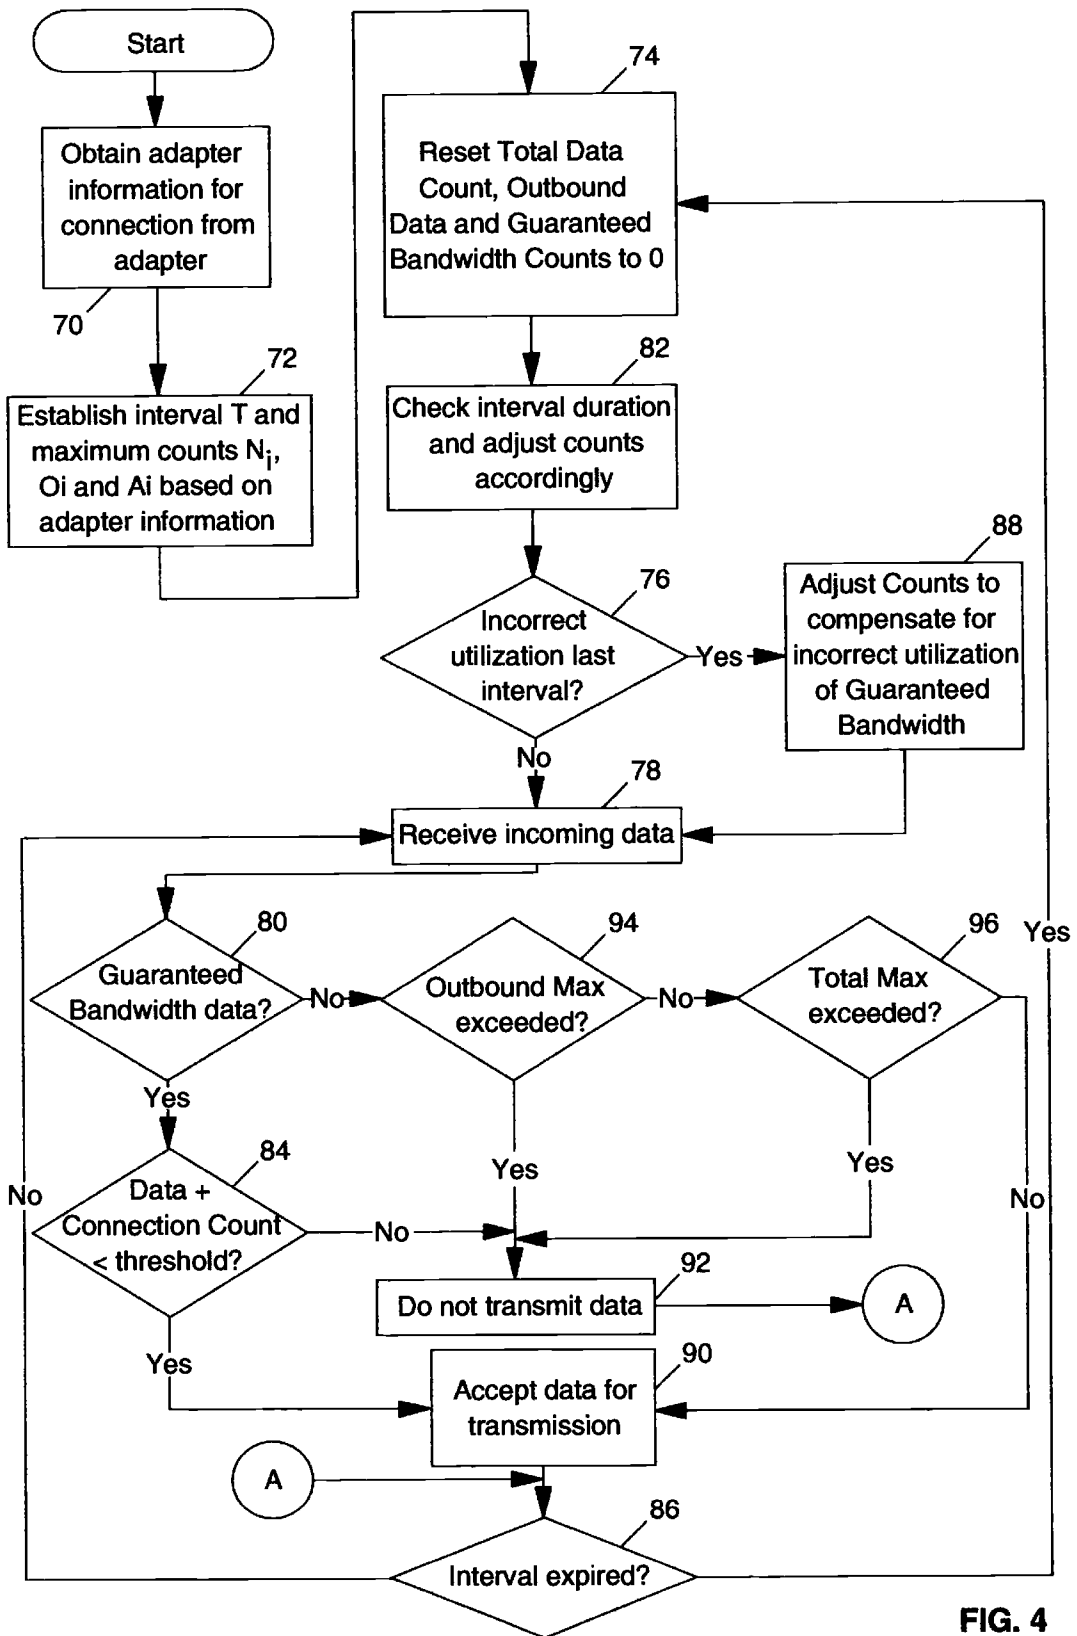 Start
Obtain adapter
information for
connection from
adapter
70
72
Establish interval T and
maximum counts Ni,
Oi and Ai based on
adapter information
74
Reset Total Data
Count, Outbound
Data and Guaranteed
Bandwidth Counts to 0
82
Check interval duration
and adjust counts
accordingly
76
Incorrect
utilization last
interval?
Yes
88
Adjust Counts to
compensate for
incorrect utilization
of Guaranteed
Bandwidth
No
78
Receive incoming data
80
Guaranteed
Bandwidth data?
No
94
Outbound Max
exceeded?
No
96
Total Max
exceeded?
Yes
Yes
84
Data +
Connection Count
< threshold?
No
No
Yes
Yes
No
92
Do not transmit data
A
Yes
90
Accept data for
transmission
A
86
Interval expired?
FIG. 4